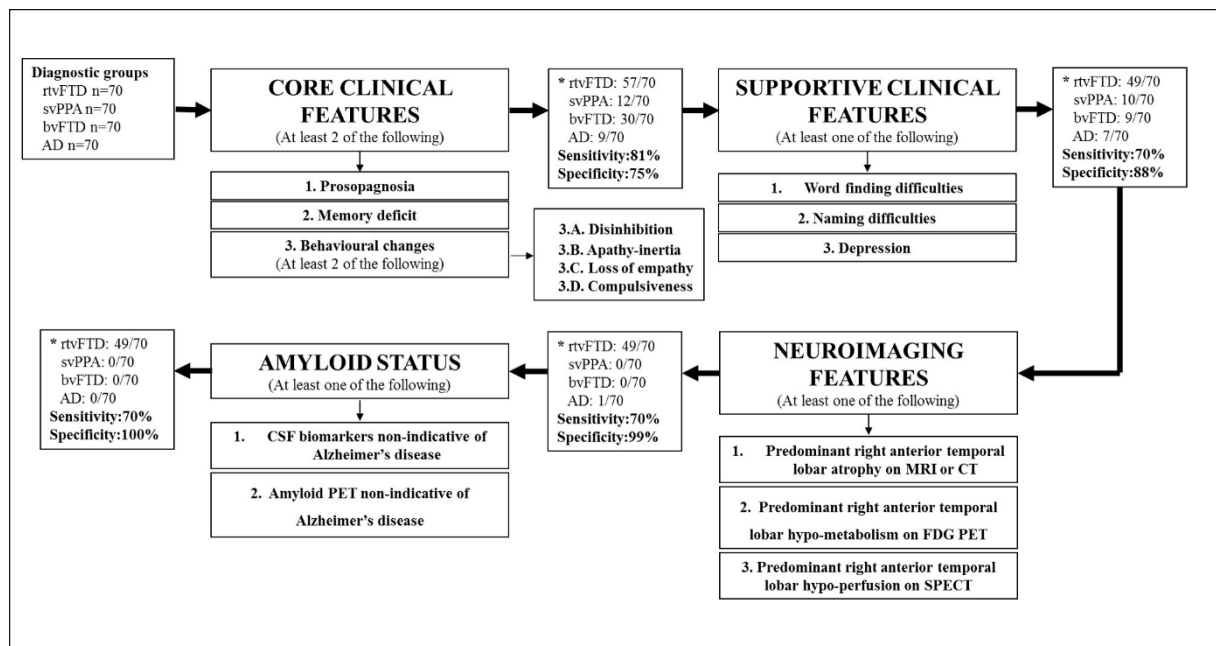 Diagnostic groups
rtvFTD n=70
svPPA n=70
bvFTD n=70
AD n=70
CORE CLINICAL
FEATURES
(At least 2 of the following)
1. Prosopagnosia
2. Memory deficit
3. Behavioural changes
(At least 2 of the following)
3.A. Disinhibition
3.B. Apathy-inertia
3.C. Loss of empathy
3.D. Compulsiveness
* rtvFTD: 57/70
svPPA: 12/70
bvFTD: 30/70
AD: 9/70
Sensitivity:81%
Specificity:75%
SUPPORTIVE CLINICAL
FEATURES
(At least one of the following)
1. Word finding difficulties
2. Naming difficulties
3. Depression
* rtvFTD: 49/70
svPPA: 10/70
bvFTD: 9/70
AD: 7/70
Sensitivity:70%
Specificity:88%
NEUROIMAGING
FEATURES
(At least one of the following)
1. Predominant right anterior temporal
lobar atrophy on MRI or CT
2. Predominant right anterior temporal
lobar hypo-metabolism on FDG PET
3. Predominant right anterior temporal
lobar hypo-perfusion on SPECT
* rtvFTD: 49/70
svPPA: 0/70
bvFTD: 0/70
AD: 1/70
Sensitivity:70%
Specificity:99%
AMYLOID STATUS
(At least one of the following)
1. CSF biomarkers non-indicative of
Alzheimer's disease
2. Amyloid PET non-indicative of
Alzheimer's disease
* rtvFTD: 49/70
svPPA: 0/70
bvFTD: 0/70
AD: 0/70
Sensitivity:70%
Specificity:100%